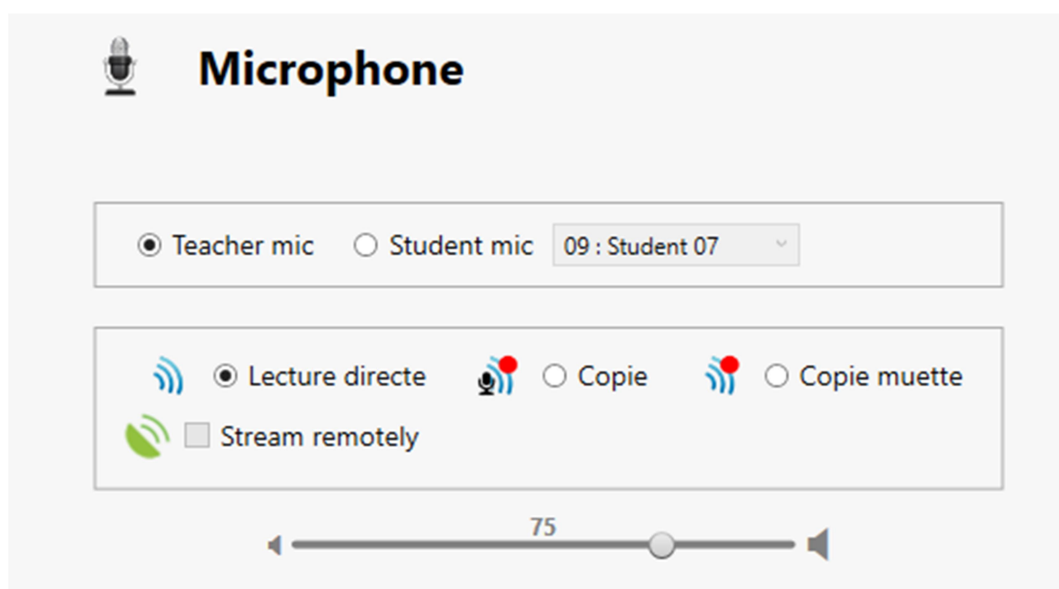 Microphone
Teacher mic Student mic 09 : Student 07
Lecture directe Copie Copie muette
Stream remotely
75